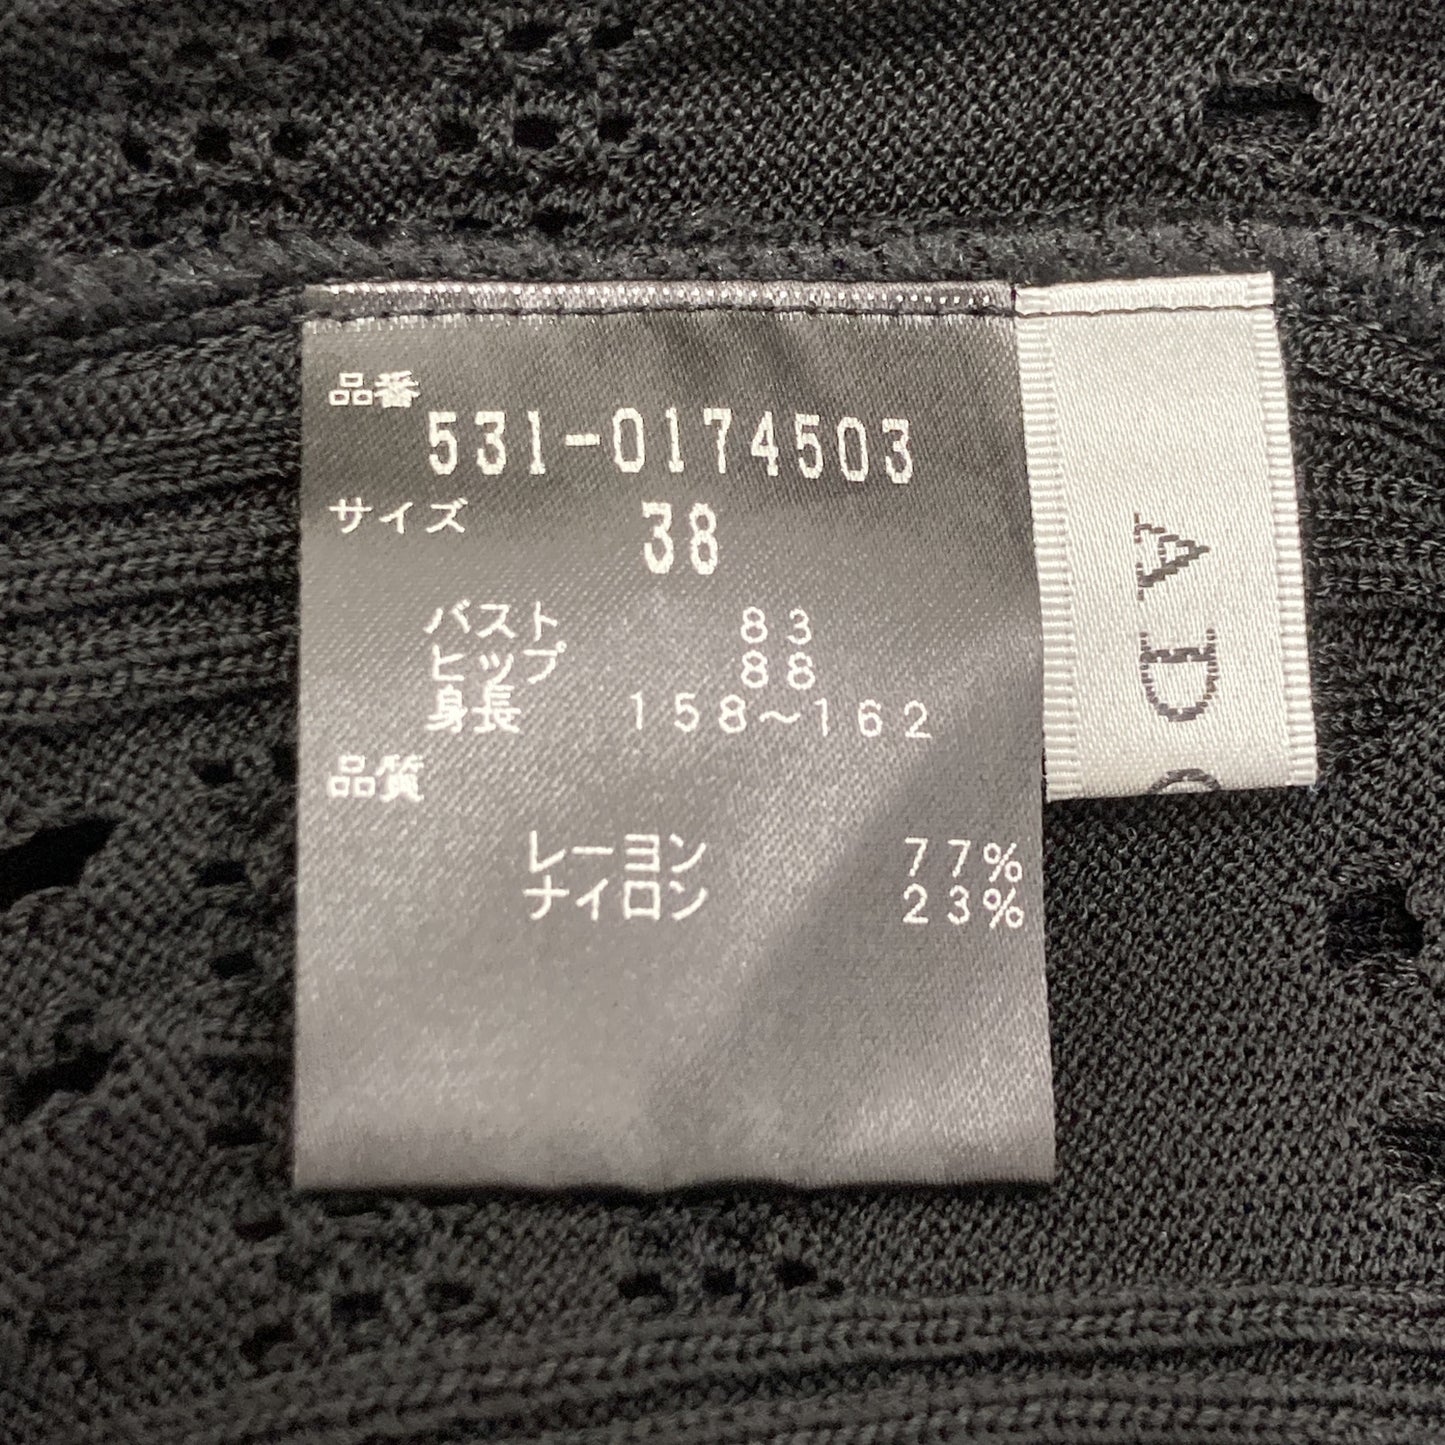 品番
531-0174503
サイズ 38
バスト 83
ヒップ 88
身長 158~162
品質
レーヨン 77%
ナイロン 23%
AD